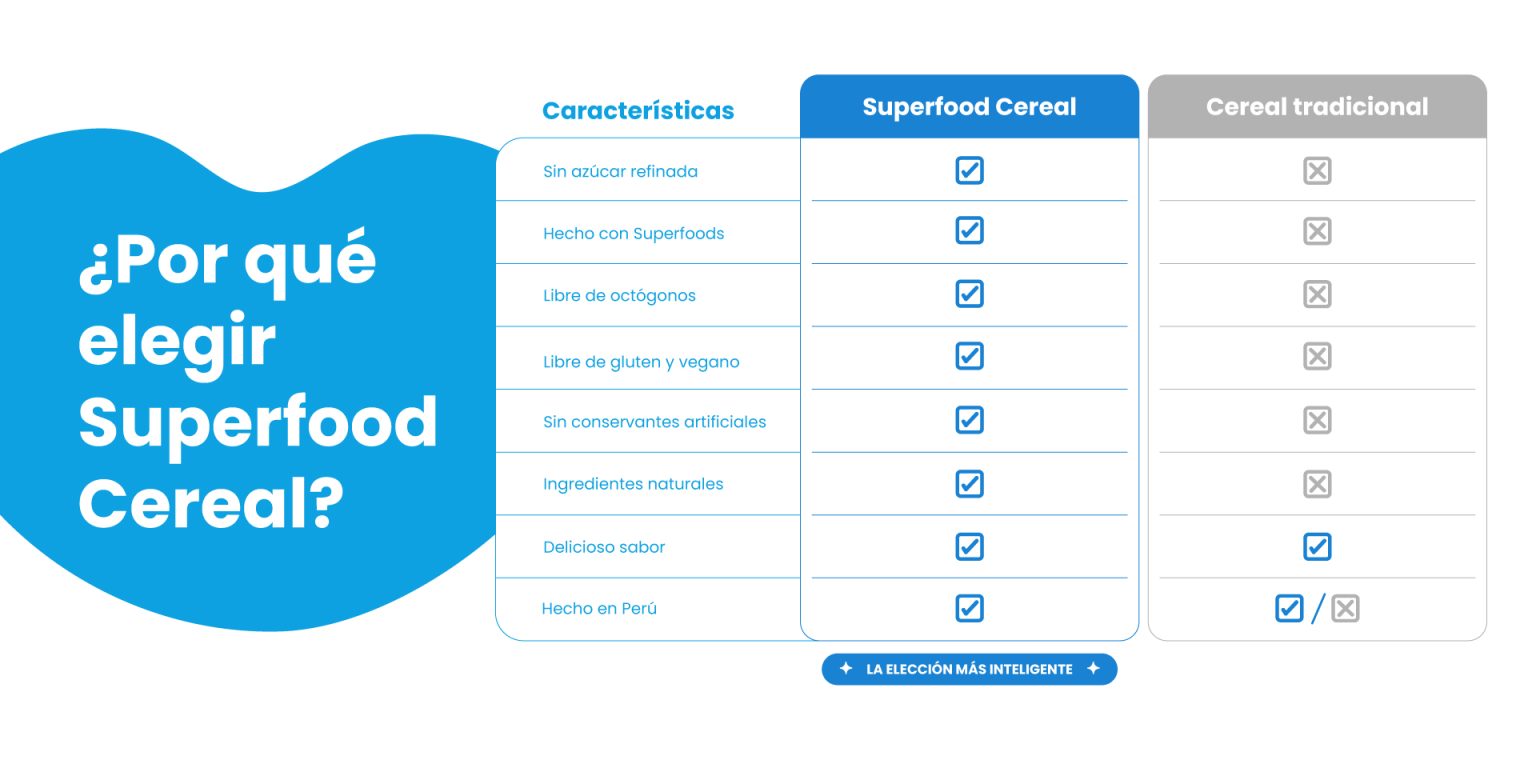 ¿Por qué
elegir
Superfood
Cereal?
Características
Superfood Cereal
Cereal tradicional
Sin azúcar refinada
Hecho con Superfoods
Libre de octógonos
Libre de gluten y vegano
Sin conservantes artificiales
Ingredientes naturales
Delicioso sabor
Hecho en Perú
/
LA ELECCIÓN MÁS INTELIGENTE